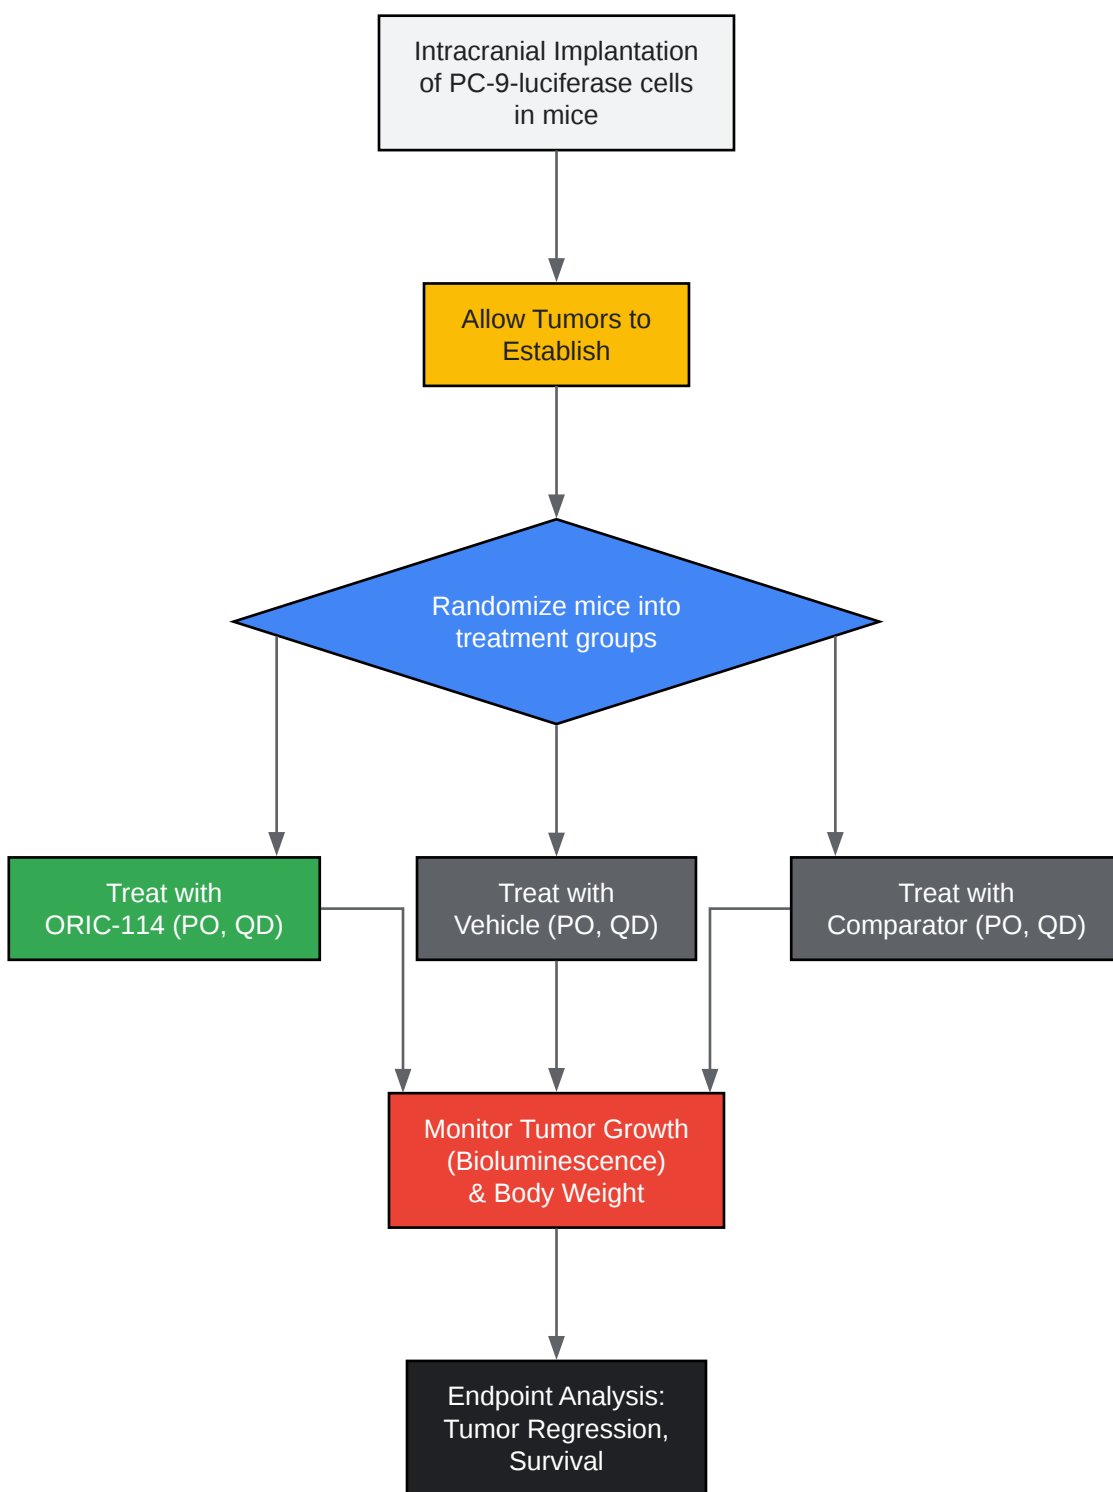 Intracranial Implantation
of PC-9-luciferase cells
in mice
Allow Tumors to
Establish
Randomize mice into
treatment groups
Treat with
ORIC-114 (PO, QD)
Treat with
Vehicle (PO, QD)
Treat with
Comparator (PO, QD)
Monitor Tumor Growth
(Bioluminescence)
& Body Weight
Endpoint Analysis:
Tumor Regression,
Survival